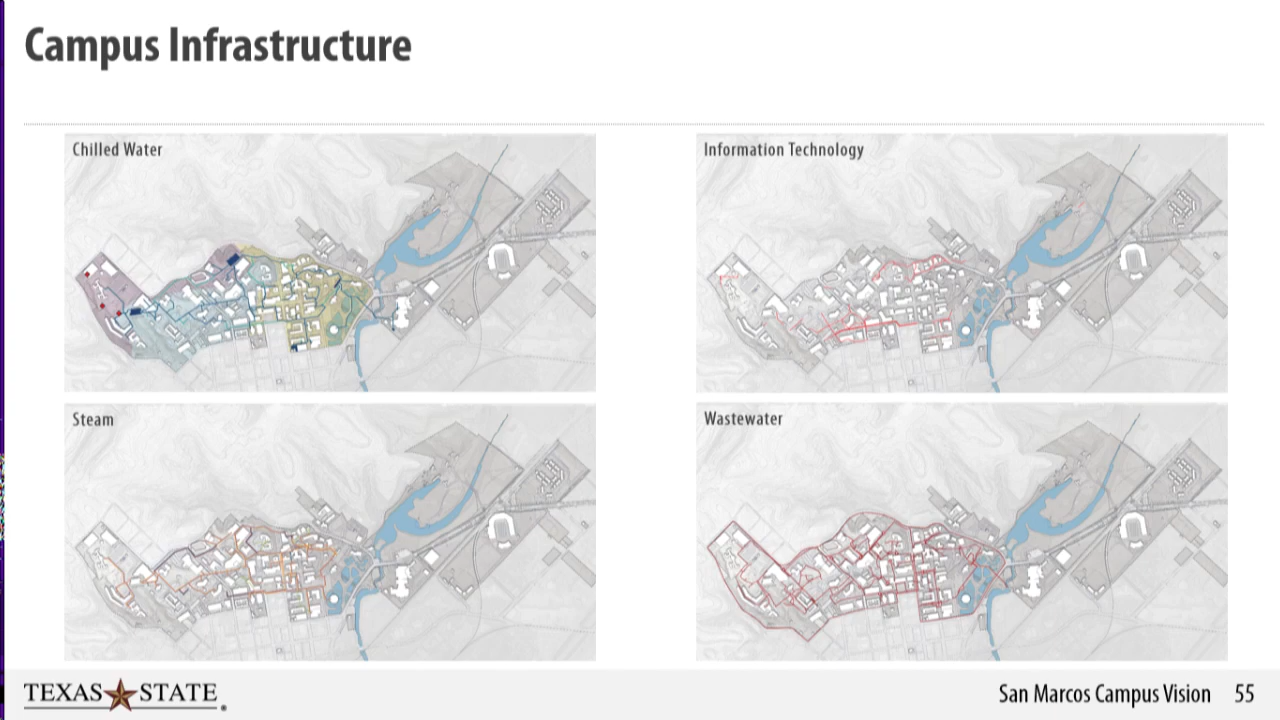 Campus Infrastructure
Chilled Water
Information Technology
Steam
Wastewater
TEXAS STATE ®
San Marcos Campus Vision 55